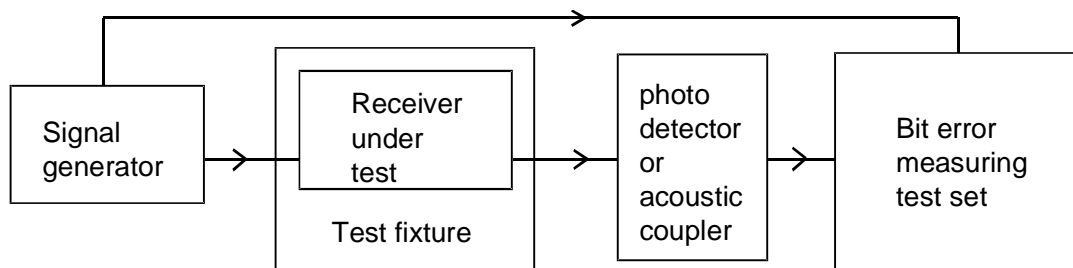 Signal
generator
Receiver
under
test
Test fixture
photo
detector
or
acoustic
coupler
Bit error
measuring
test set